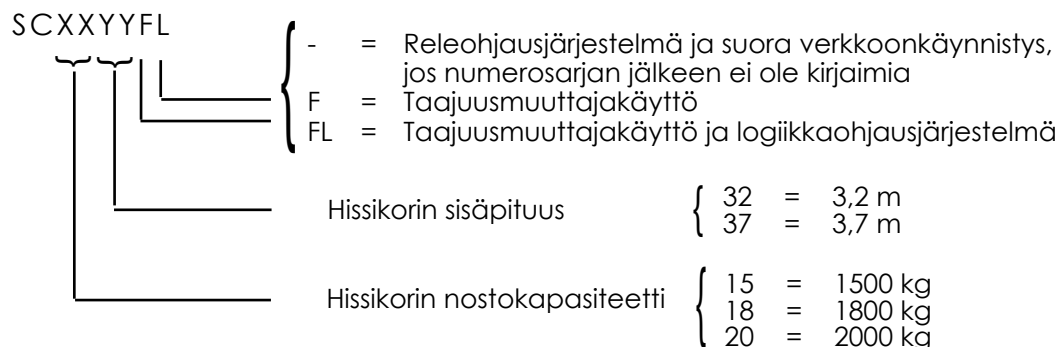 SCXXYYFL
- = Releohjausjärjestelmä ja suora verkkoonkäynnistys,
jos numerosarjan jälkeen ei ole kirjaimia
F = Taajuusmuuttajakäyttö
FL = Taajuusmuuttajakäyttö ja logiikkaohjausjärjestelmä
Hissikorin sisäpituus
32 = 3,2 m
37 = 3,7 m
Hissikorin nostokapasiteetti
15 = 1500 kg
18 = 1800 kg
20 = 2000 kg